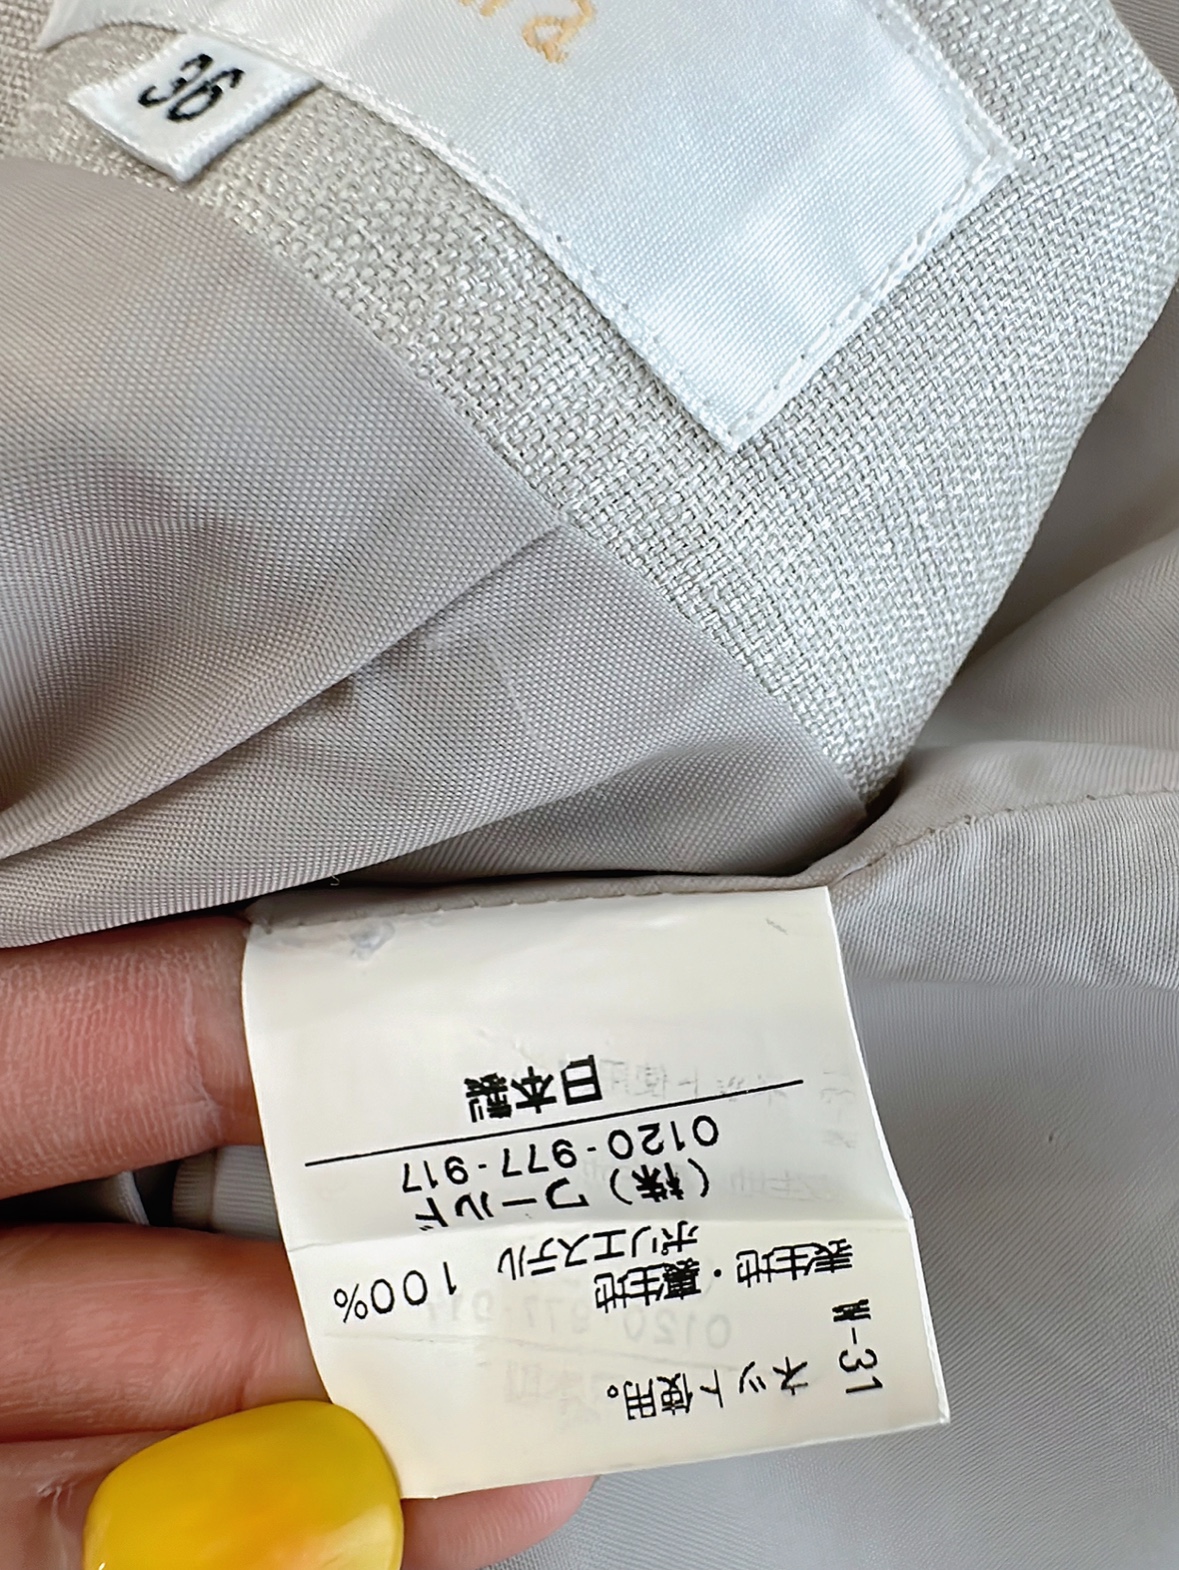 36
ネット使用。
W-31
表生地・裏生地
ポリエステル 100%
(株)ワールド
0120-977-917
日本製